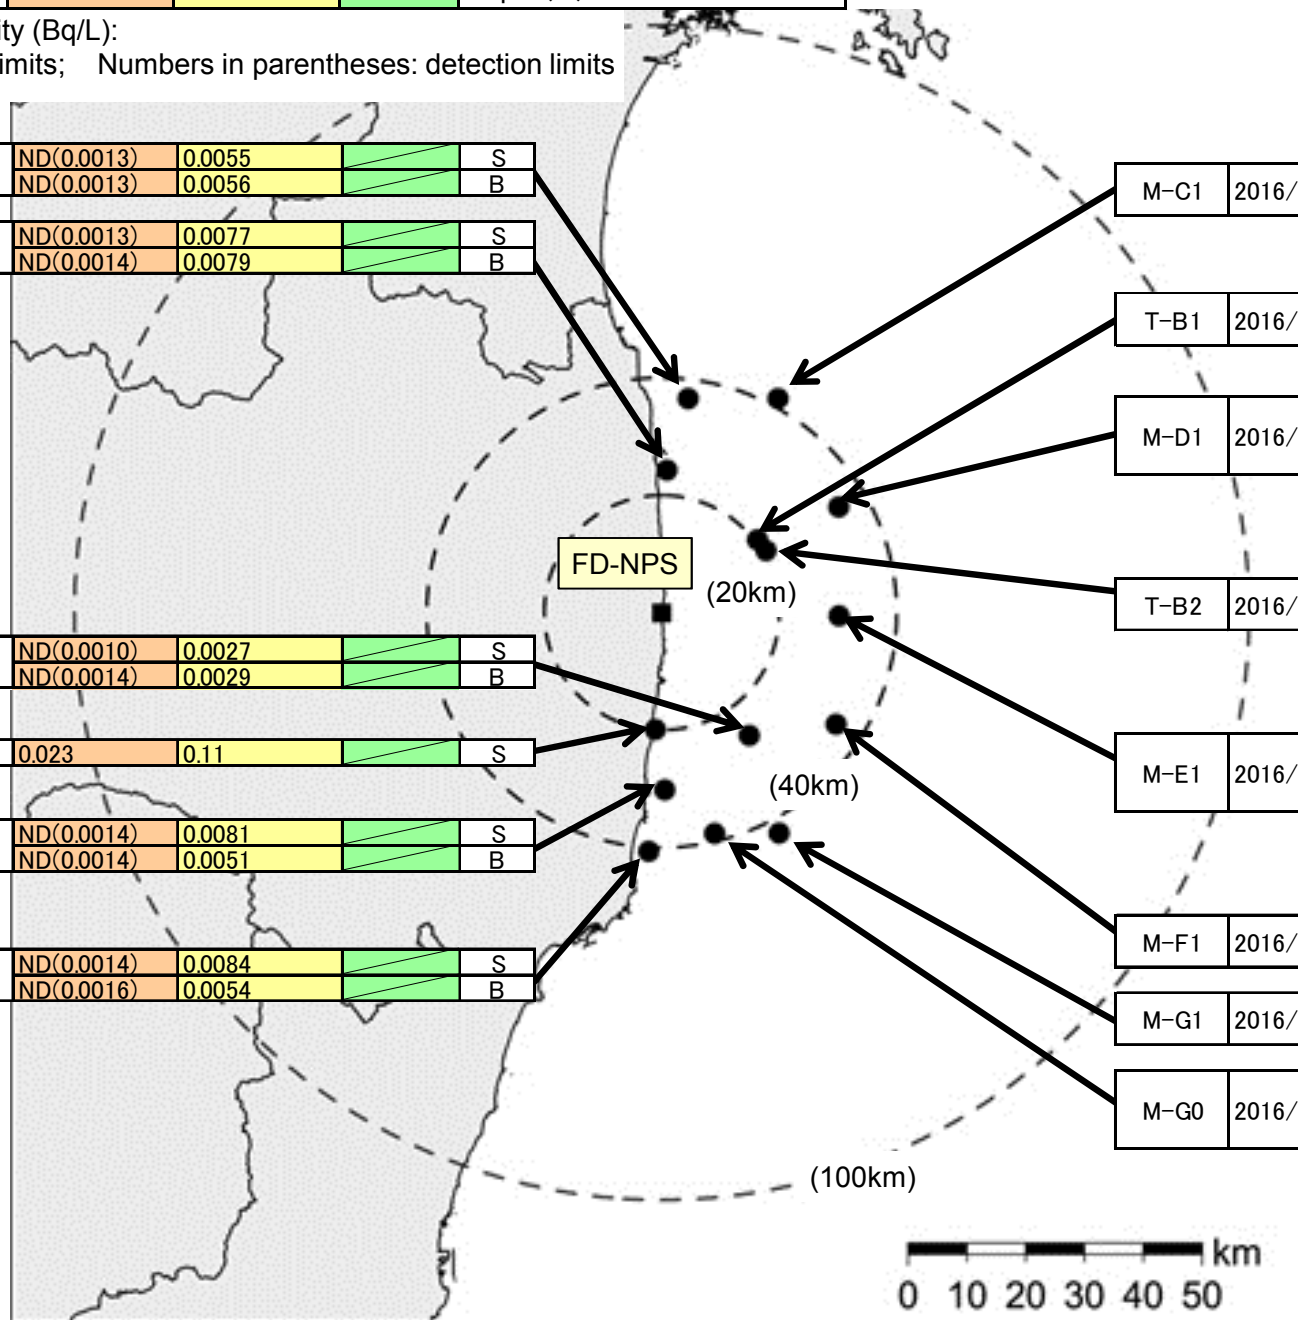 ity (Bq/L):
imits; Numbers in parentheses: detection limits
ND(0.0013) 0.0055 S
ND(0.0013) 0.0056 B
ND(0.0013) 0.0077 S
ND(0.0014) 0.0079 B
M-C1 2016/
T-B1 2016/
M-D1 2016/
FD-NPS
(20km)
T-B2 2016/
ND(0.0010) 0.0027 S
ND(0.0014) 0.0029 B
0.023 0.11 S
M-E1 2016/
(40km)
ND(0.0014) 0.0081 S
ND(0.0014) 0.0051 B
M-F1 2016/
ND(0.0014) 0.0084 S
ND(0.0016) 0.0054 B
M-G1 2016/
M-G0 2016/
(100km)
km
0 10 20 30 40 50